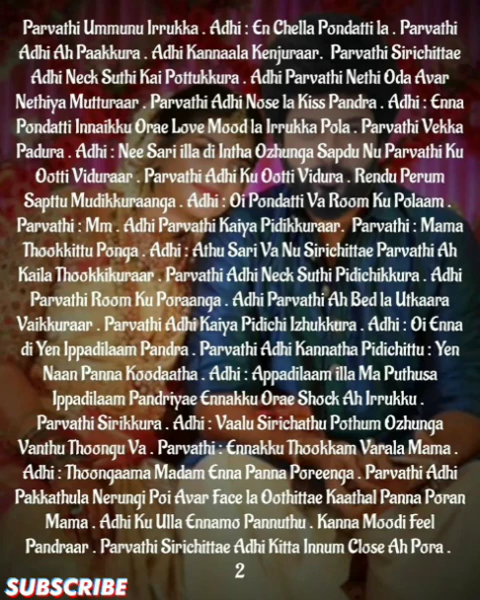 Parvathi Ummunu Irrukka . Adhi : En Chella Pondatti la . Parvathi
Adhi Ah Paakkura . Adhi Kannaala Kenjuraar. Parvathi Sirichittae
Adhi Neck Suthi Kai Pottukkura . Adhi Parvathi Nethi Oda Avar
Nethiya Mutturaar . Parvathi Adhi Nose la Kiss Pandra . Adhi : Enna
Pondatti Innaikku Orae Love Mood la Irrukka Pola . Parvathi Vekka
Padura . Adhi : Nee Sari illa di Intha Ozhunga Sapdu Nu Parvathi Ku
Ootti Viduraar . Parvathi Adhi Ku Ootti Vidura . Rendu Perum
Sapttu Mudikkuraanga . Adhi : Oi Pondatti Va Room Ku Polaam .
Parvathi : Mm . Adhi Parvathi Kaiya Pidikkuraar. Parvathi : Mama
Thookkittu Ponga . Adhi : Athu Sari Va Nu Sirichittae Parvathi Ah
Kaila Thookkikuraar . Parvathi Adhi Neck Suthi Pidichikkura . Adhi
Parvathi Room Ku Poraanga . Adhi Parvathi Ah Bed la Utkaara
Vaikkuraar . Parvathi Adhi Kaiya Pidichi Izhukkura . Adhi : Oi Enna
di Yen Ippadilaam Pandra . Parvathi Adhi Kannatha Pidichittu : Yen
Naan Panna Koodaatha . Adhi : Appadilaam illa Ma Puthusa
Ippadilaam Pandriyae Ennakku Orae Shock Ah Irrukku .
Parvathi Sirikkura . Adhi : Vaalu Sirichathu Pothum Ozhunga
Vanthu Thoongu Va . Parvathi : Ennakku Thookkam Varala Mama .
Adhi : Thoongaama Madam Enna Panna Poreenga . Parvathi Adhi
Pakkathula Nerungi Poi Avar Face la Oothittae Kaathal Panna Poran
Mama . Adhi Ku Ulla Ennamo Pannuthu . Kanna Moodi Feel
Pandraar . Parvathi Sirichittae Adhi Kitta Innum Close Ah Pora .
2
SUBSCRIBE